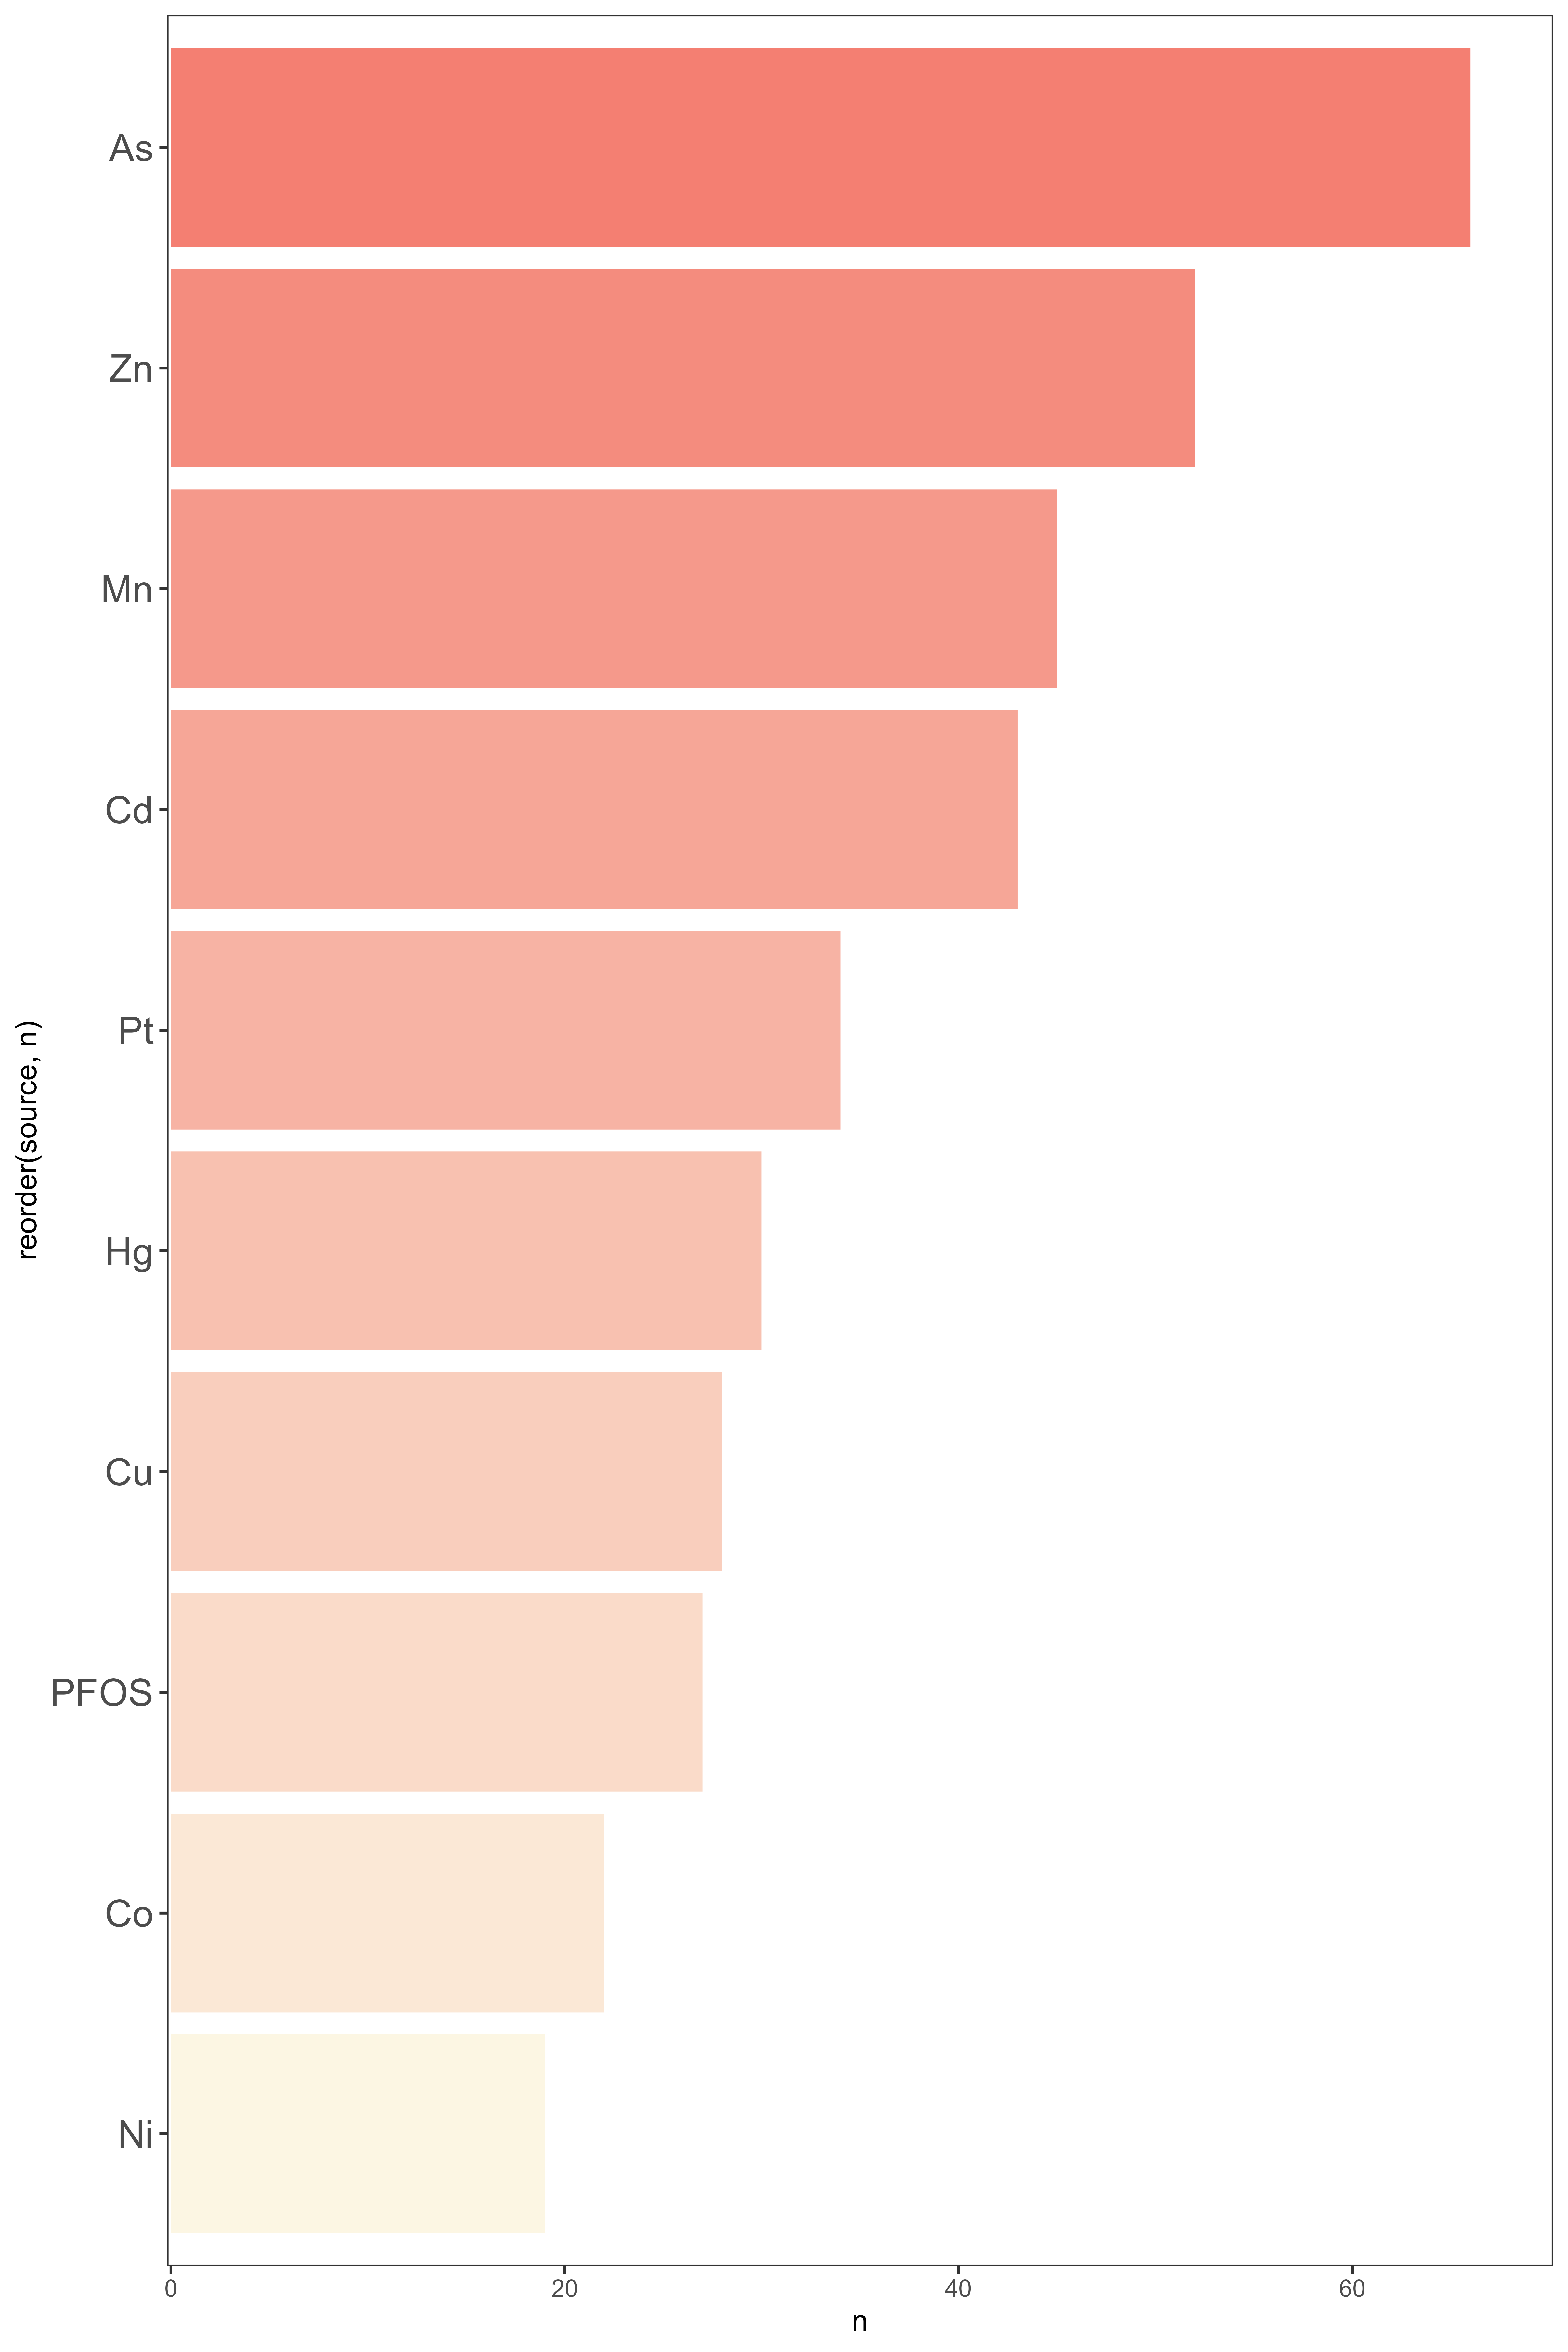 reorder(source, n)
As
Zn
Mn
Cd
Pt
Hg
Cu
PFOS
Co
Ni
0 20 40 60
n